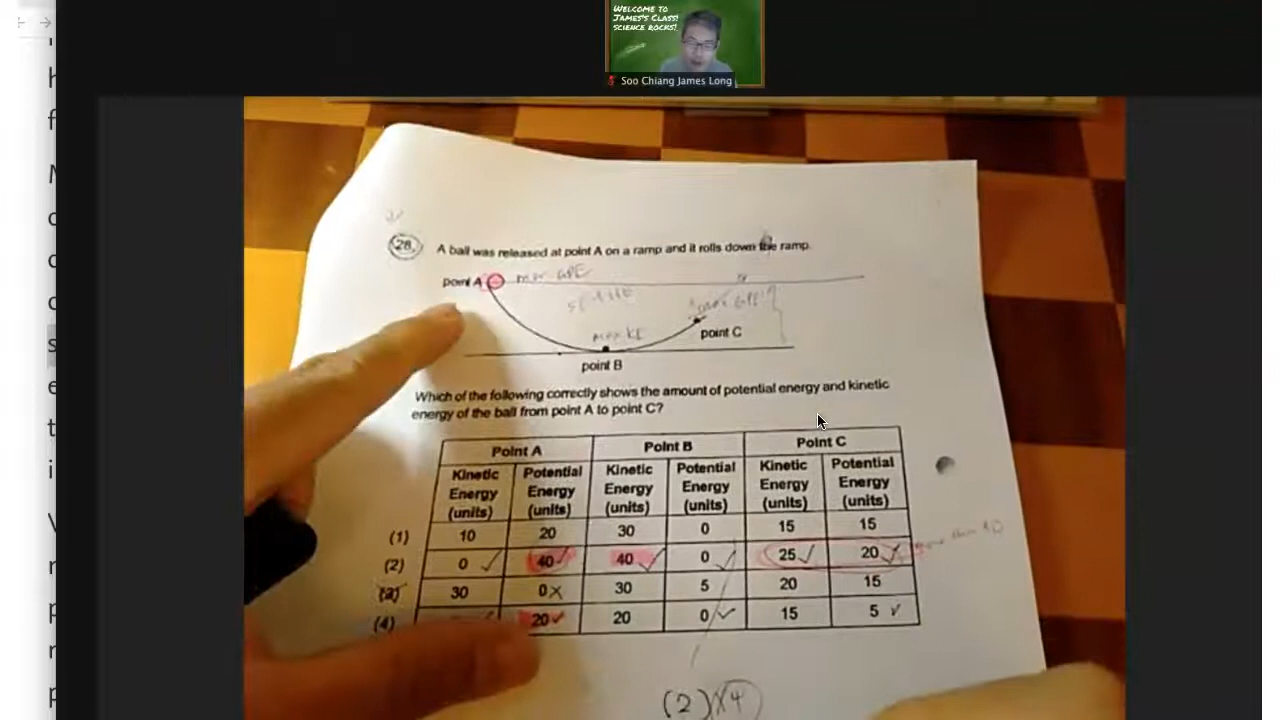 WELCOME TO
JAMES'S CLASS!
SCIENCE ROCKS!
Soo Chiang James Long
28. A ball was released at point A on a ramp and it rolls down the ramp.
point A max GPE
max KE
point C
point B
Which of the following correctly shows the amount of potential energy and kinetic
energy of the ball from point A to point C?
Point A Point B Point C
Kinetic Energy (units) Potential Energy (units) Kinetic Energy (units) Potential Energy (units) Kinetic Energy (units) Potential Energy (units)
(1) 10 20 30 0 15 15
(2) 0 ✓ 40 ✓ 40 ✓ 0 ✓ 25 ✓ 20 ✓
(3) 30 0 X 30 5 20 15
(4) 20 ✓ 20 0 ✓ 15 5 ✓
(2) X 4